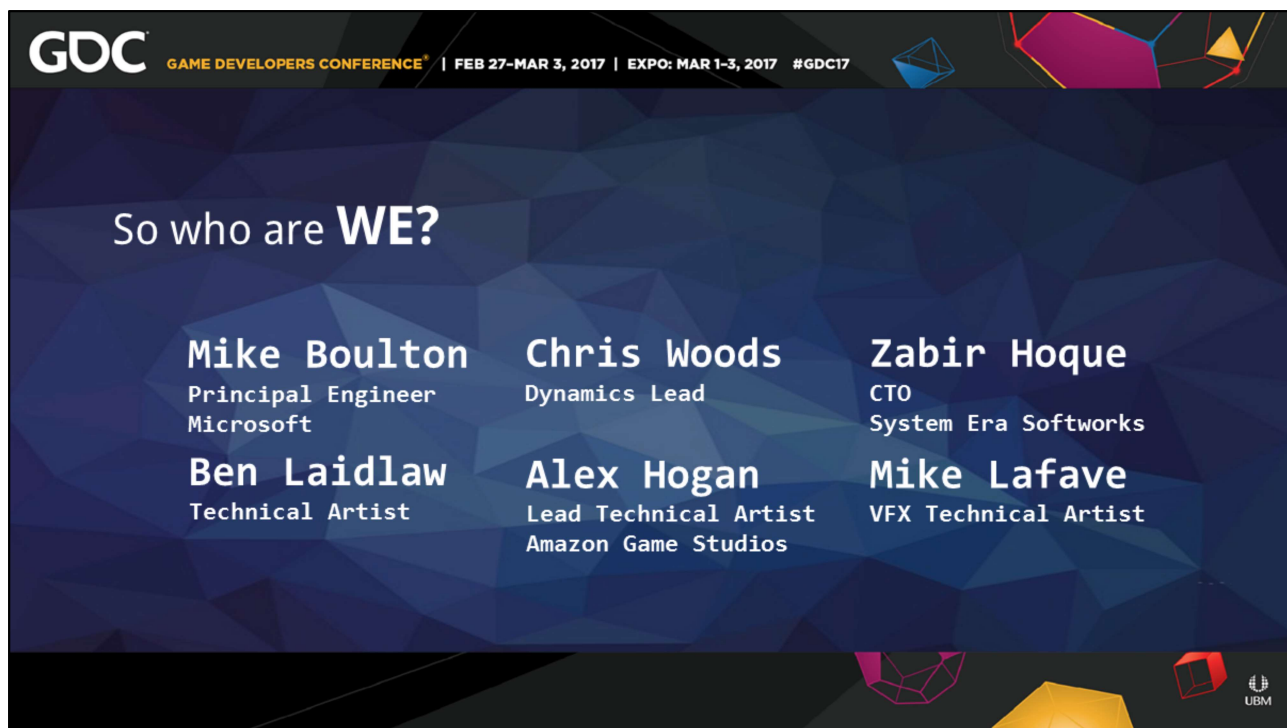 GDC GAME DEVELOPERS CONFERENCE® | FEB 27-MAR 3, 2017 | EXPO: MAR 1-3, 2017 #GDC17
So who are WE?
Mike Boulton
Principal Engineer
Microsoft
Chris Woods
Dynamics Lead
Zabir Hoque
CTO
System Era Softworks
Ben Laidlaw
Technical Artist
Alex Hogan
Lead Technical Artist
Amazon Game Studios
Mike Lafave
VFX Technical Artist
UBM